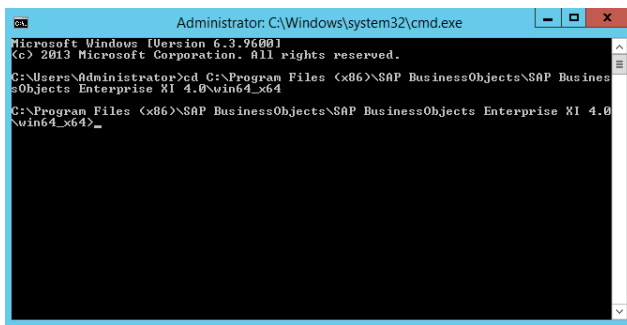 Administrator: C:\Windows\system32\cmd.exe
Microsoft Windows [Version 6.3.9600]
(c) 2013 Microsoft Corporation. All rights reserved.
C:\Users\Administrator>cd C:\Program Files (x86)\SAP BusinessObjects\SAP Busines
sObjects Enterprise XI 4.0\win64_x64
C:\Program Files (x86)\SAP BusinessObjects\SAP BusinessObjects Enterprise XI 4.0
\win64_x64>_